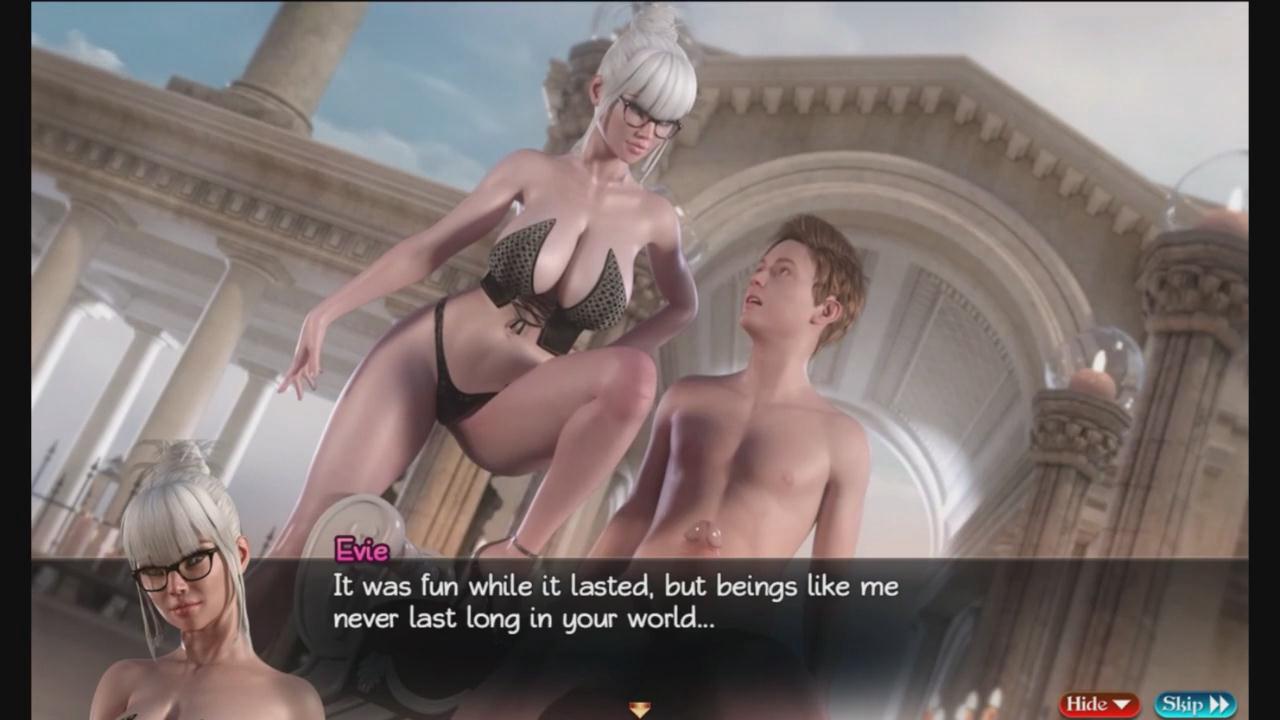 Evie
It was fun while it lasted, but beings like me
never last long in your world...
Hide
Skip